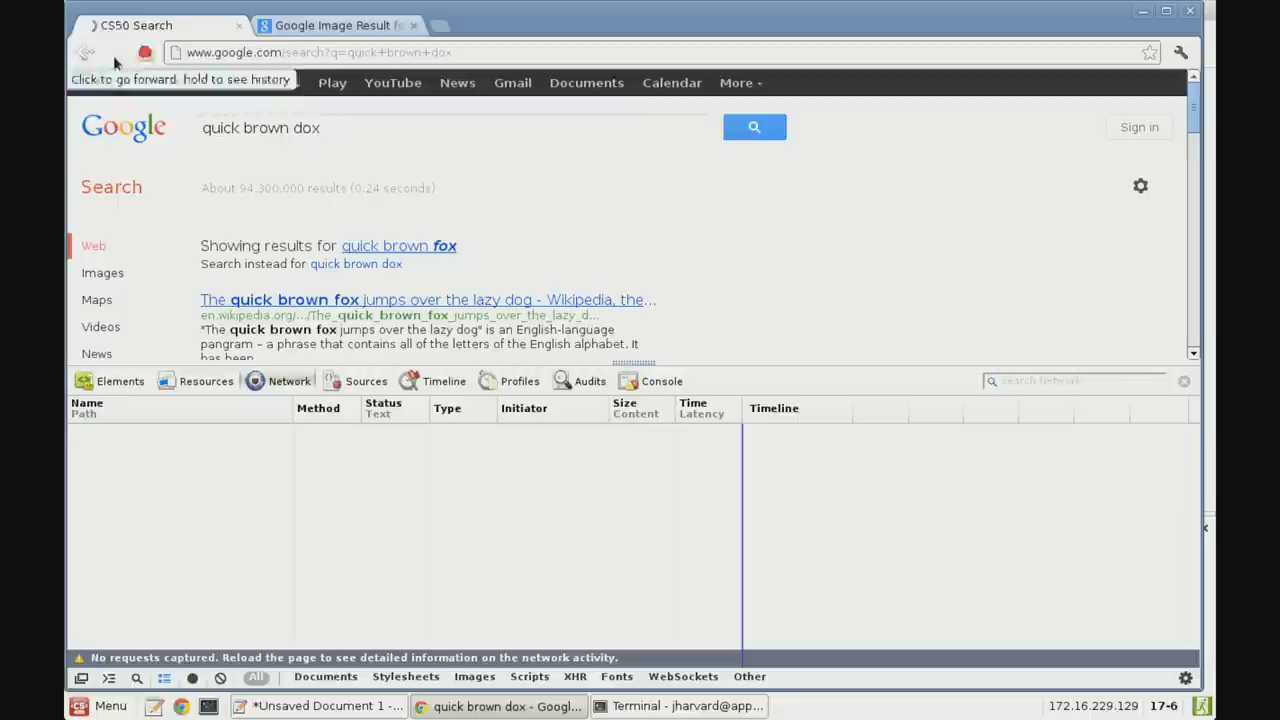 CS50 Search
Google Image Result fo
www.google.com/search?q=quick+brown+dox
Click to go forward, hold to see history
Play YouTube News Gmail Documents Calendar More
Google quick brown dox Sign in
Search About 94,300,000 results (0.24 seconds)
Web Showing results for quick brown fox
Search instead for quick brown dox
Images
Maps The quick brown fox jumps over the lazy dog - Wikipedia, the...
en.wikipedia.org/.../The_quick_brown_fox_jumps_over_the_lazy_d...
Videos "The quick brown fox jumps over the lazy dog" is an English-language
pangram – a phrase that contains all of the letters of the English alphabet. It
News has been
Elements Resources Network Sources Timeline Profiles Audits Console Search Network
Name Method Status Type Initiator Size Time Timeline
Path Text Content Latency
No requests captured. Reload the page to see detailed information on the network activity.
All Documents Stylesheets Images Scripts XHR Fonts WebSockets Other
Menu *Unsaved Document 1 -... quick brown dox - Googl... Terminal - jharvard@app... 172.16.229.129 17-6